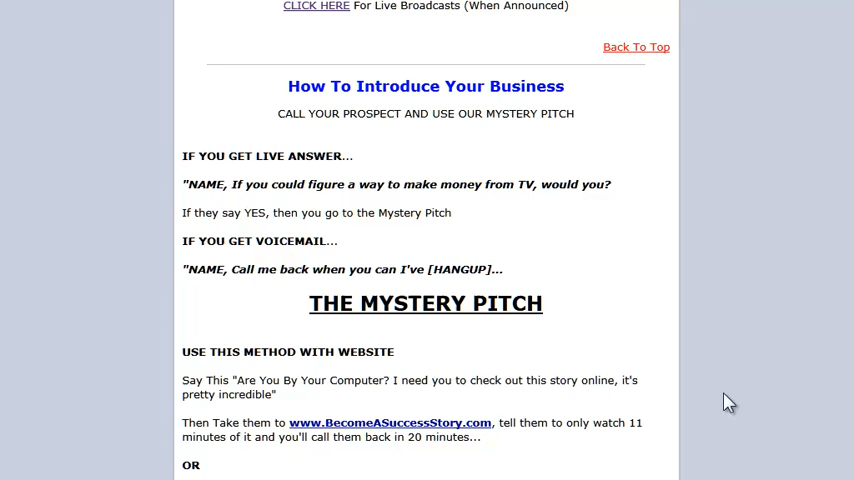 CLICK HERE For Live Broadcasts (When Announced)
Back To Top
How To Introduce Your Business
CALL YOUR PROSPECT AND USE OUR MYSTERY PITCH
IF YOU GET LIVE ANSWER...
"NAME, If you could figure a way to make money from TV, would you?
If they say YES, then you go to the Mystery Pitch
IF YOU GET VOICEMAIL...
"NAME, Call me back when you can I've [HANGUP]...
THE MYSTERY PITCH
USE THIS METHOD WITH WEBSITE
Say This "Are You By Your Computer? I need you to check out this story online, it's
pretty incredible"
Then Take them to www.BecomeASuccessStory.com, tell them to only watch 11
minutes of it and you'll call them back in 20 minutes...
OR